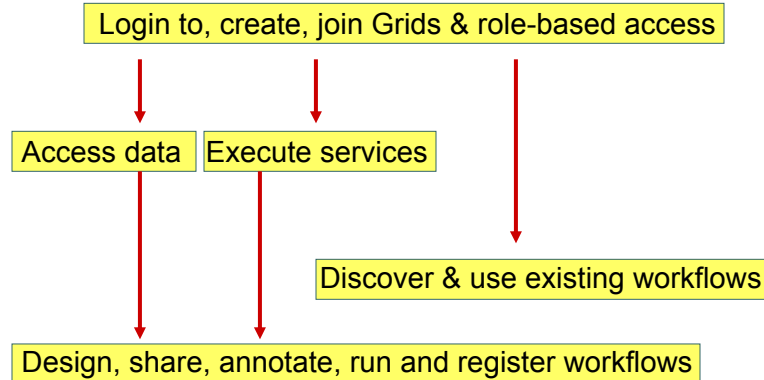 Login to, create, join Grids & role-based access
Access data
Execute services
Discover & use existing workflows
Design, share, annotate, run and register workflows